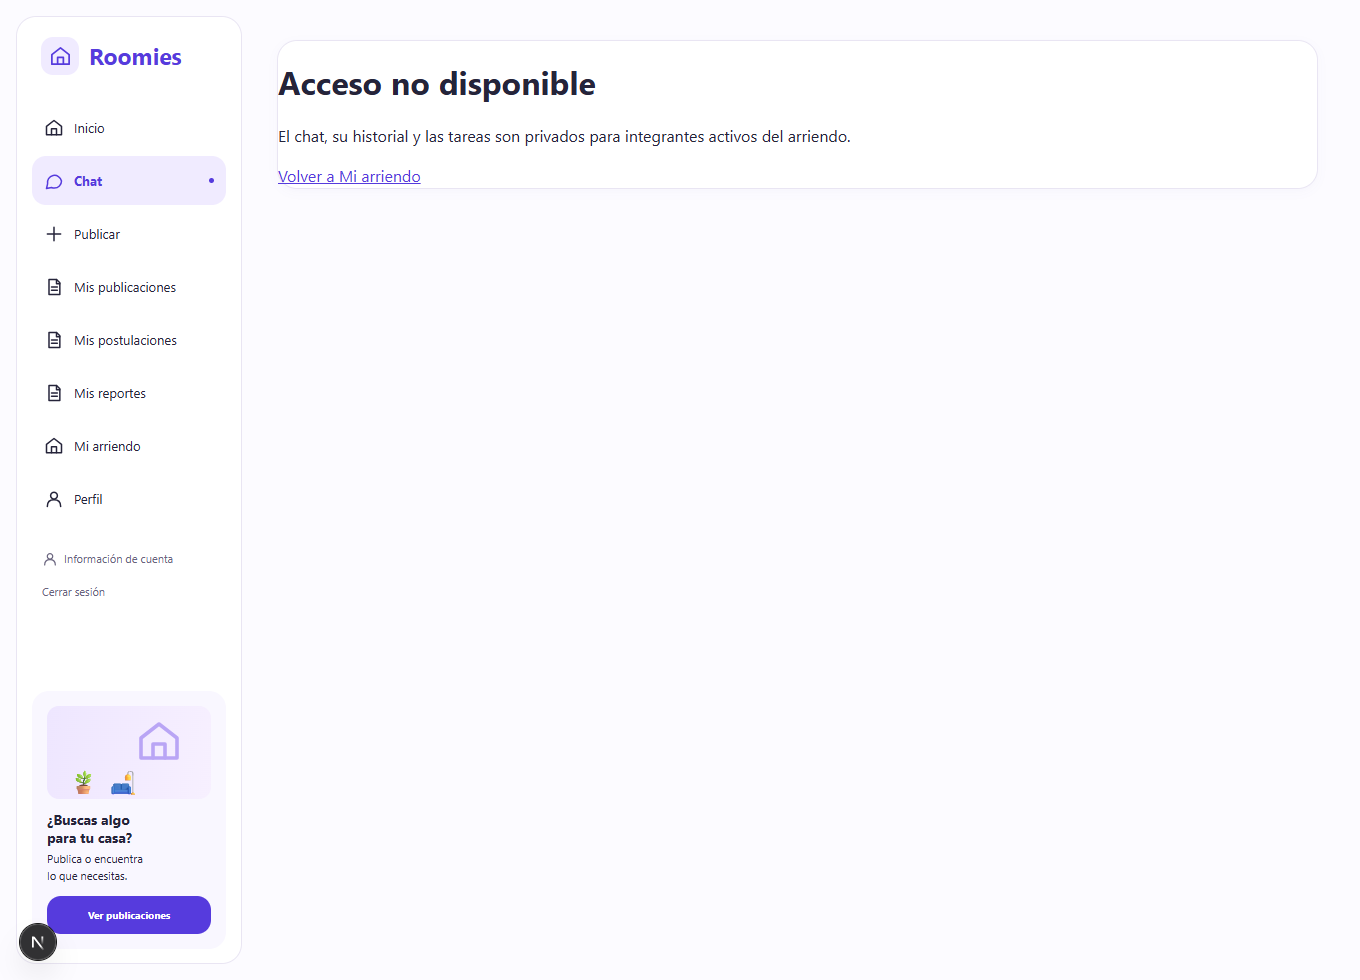 Roomies
Inicio
Chat
Publicar
Mis publicaciones
Mis postulaciones
Mis reportes
Mi arriendo
Perfil
Información de cuenta
Cerrar sesión
¿Buscas algo
para tu casa?
Publica o encuentra
lo que necesitas.
Ver publicaciones
N
Acceso no disponible
El chat, su historial y las tareas son privados para integrantes activos del arriendo.
Volver a Mi arriendo